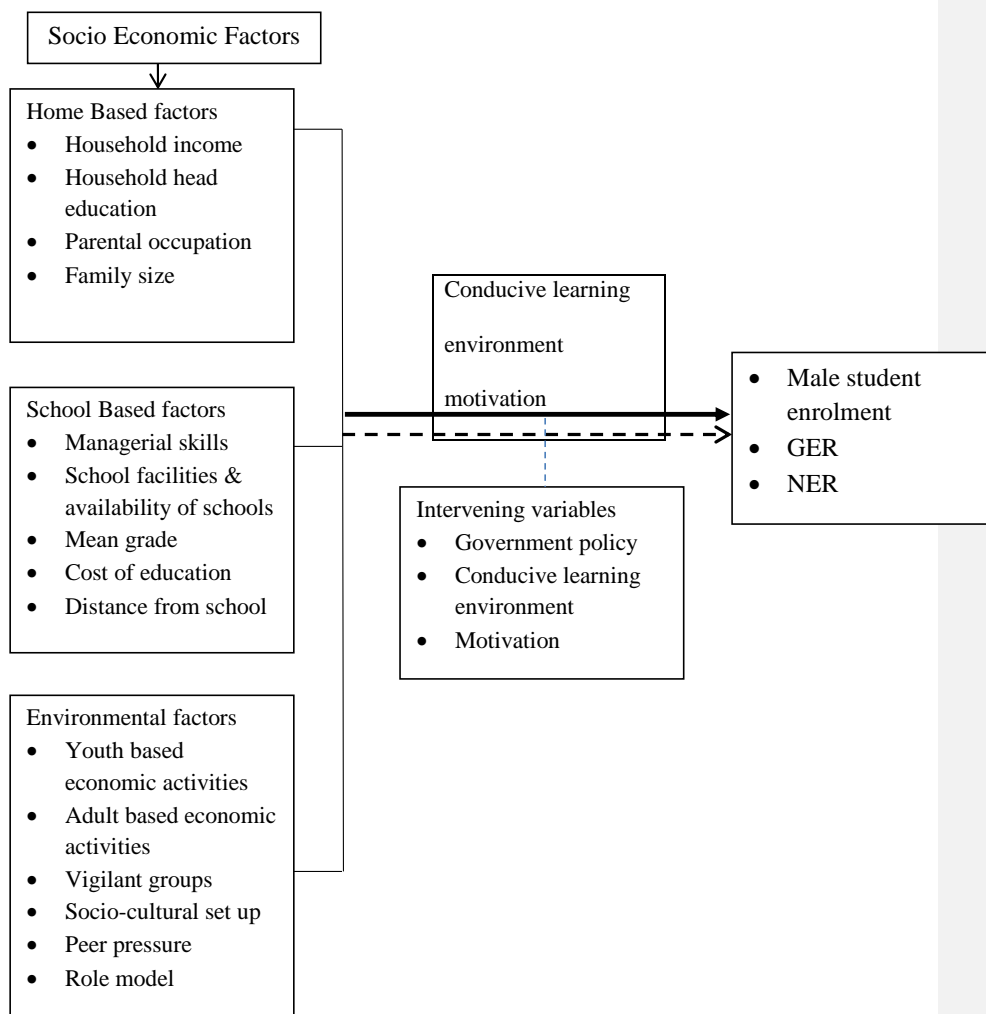 Socio Economic Factors
Home Based factors
• Household income
• Household head
education
• Parental occupation
• Family size
School Based factors
• Managerial skills
• School facilities &
availability of schools
• Mean grade
• Cost of education
• Distance from school
Environmental factors
• Youth based
economic activities
• Adult based economic
activities
• Vigilant groups
• Socio-cultural set up
• Peer pressure
• Role model
Conducive learning
environment
motivation
Intervening variables
• Government policy
• Conducive learning
environment
• Motivation
• Male student
enrolment
• GER
• NER